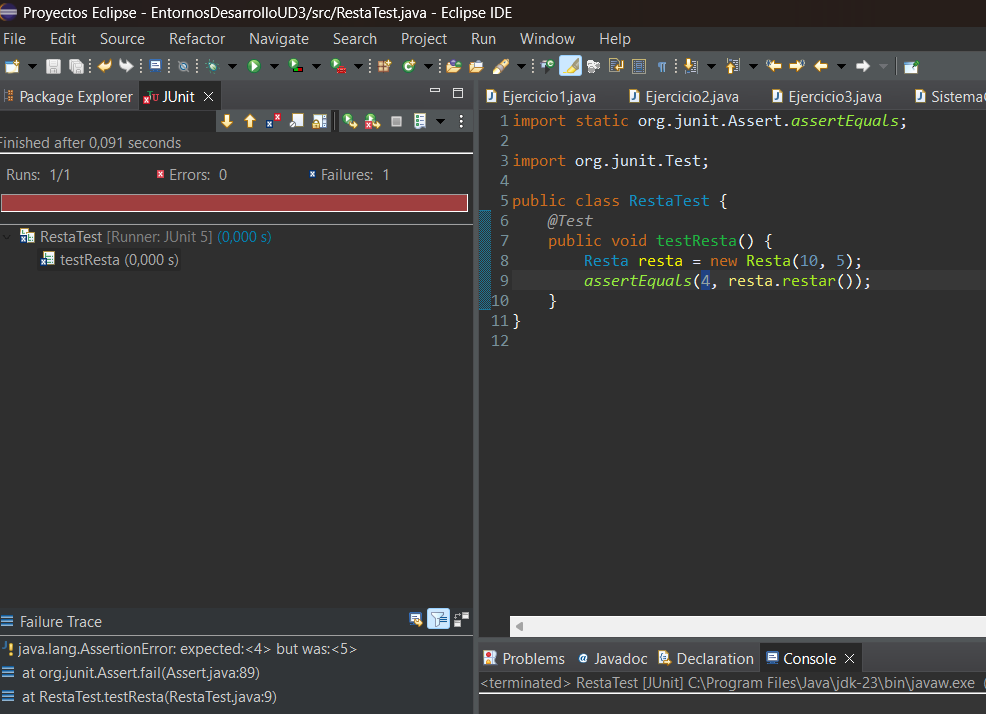 Proyectos Eclipse - EntornosDesarrolloUD3/src/RestaTest.java - Eclipse IDE
File Edit Source Refactor Navigate Search Project Run Window Help
Package Explorer JUnit
Finished after 0,091 seconds
Runs: 1/1 Errors: 0 Failures: 1
RestaTest [Runner: JUnit 5] (0,000 s)
testResta (0,000 s)
Failure Trace
java.lang.AssertionError: expected:<4> but was:<5>
at org.junit.Assert.fail(Assert.java:89)
at RestaTest.testResta(RestaTest.java:9)
Ejercicio1.java Ejercicio2.java Ejercicio3.java Sistema
1 import static org.junit.Assert.assertEquals;
2
3 import org.junit.Test;
4
5 public class RestaTest {
6     @Test
7     public void testResta() {
8         Resta resta = new Resta(10, 5);
9         assertEquals(4, resta.restar());
10     }
11 }
12
Problems Javadoc Declaration Console
<terminated> RestaTest [JUnit] C:\Program Files\Java\jdk-23\bin\javaw.exe (